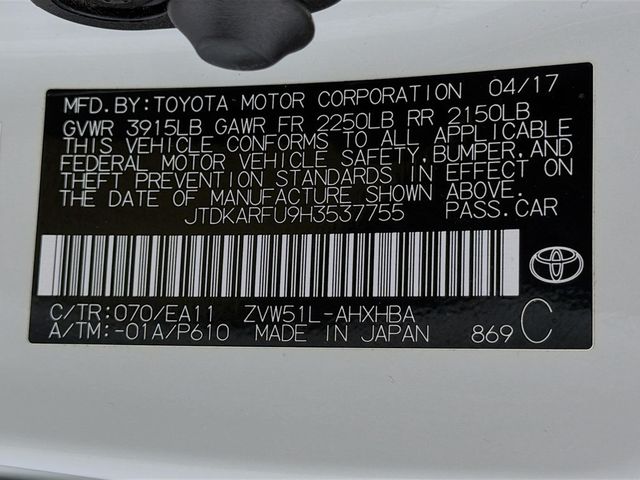 MFD. BY: TOYOTA MOTOR CORPORATION 04/17
GVWR 3915LB GAWR FR 2250LB RR 2150LB
THIS VEHICLE CONFORMS TO ALL APPLICABLE
FEDERAL MOTOR VEHICLE SAFETY, BUMPER, AND
THEFT PREVENTION STANDARDS IN EFFECT ON
THE DATE OF MANUFACTURE SHOWN ABOVE.
JTDKARFU9H3537755 PASS. CAR
C/TR: 070/EA11 ZVW51L-AHXHBA
A/TM: -01A/P610 MADE IN JAPAN 869 C